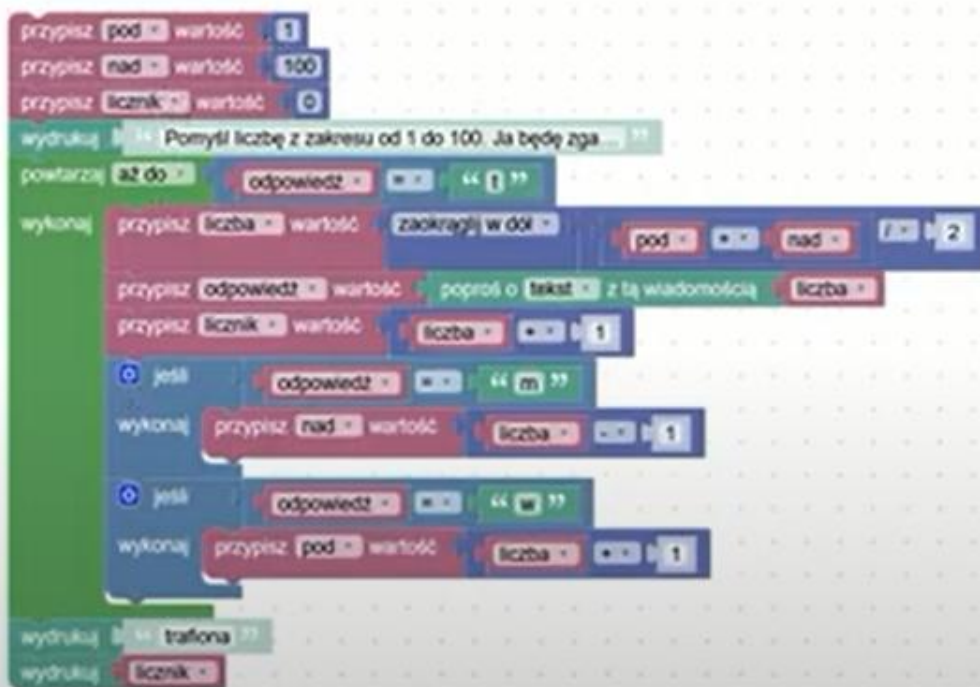 przypisz pod wartość 1
przypisz nad wartość 100
przypisz licznik wartość 0
wydrukuj “ Pomyśl liczbę z zakresu od 1 do 100. Ja będę zga... ”
powtarzaj aż do odpowiedź = “ t ”
wykonaj przypisz liczba wartość zaokrąglij w dół pod + nad / 2
przypisz odpowiedź wartość poproś o tekst z tą wiadomością liczba
przypisz licznik wartość liczba + 1
jeśli odpowiedź = “ m ”
wykonaj przypisz nad wartość liczba - 1
jeśli odpowiedź = “ w ”
wykonaj przypisz pod wartość liczba + 1
wydrukuj “ trafiona ”
wydrukuj licznik